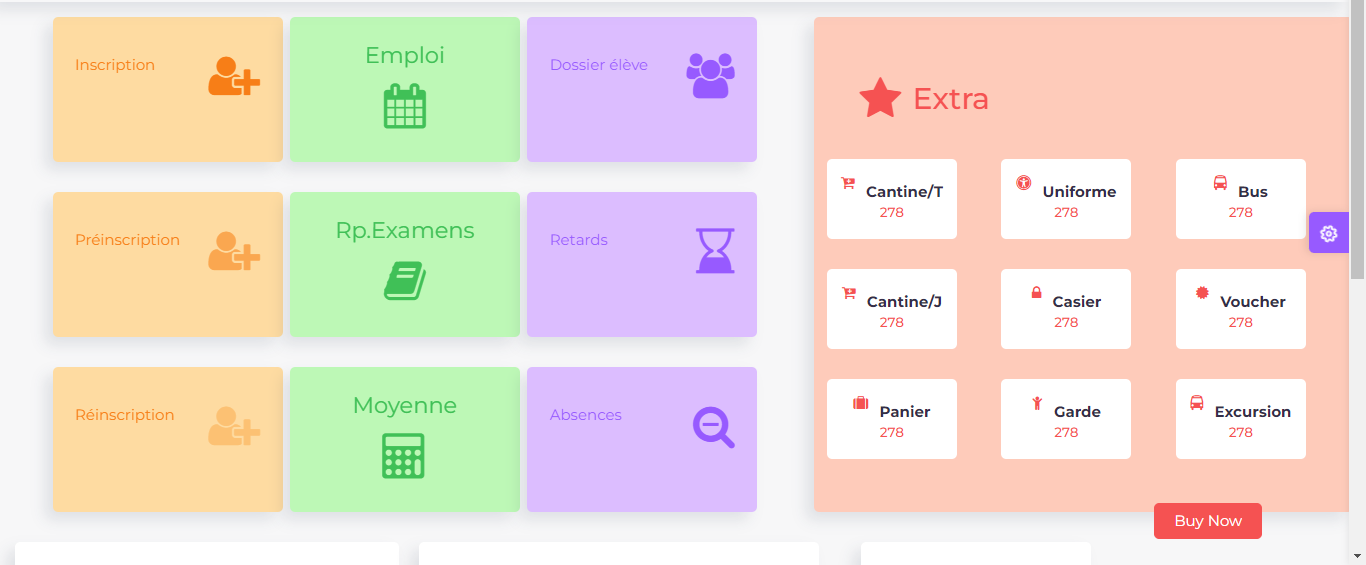 Inscription
Emploi
Dossier élève
Préinscription
Rp.Examens
Retards
Réinscription
Moyenne
Absences
Extra
Cantine/T
278
Uniforme
278
Bus
278
Cantine/J
278
Casier
278
Voucher
278
Panier
278
Garde
278
Excursion
278
Buy Now